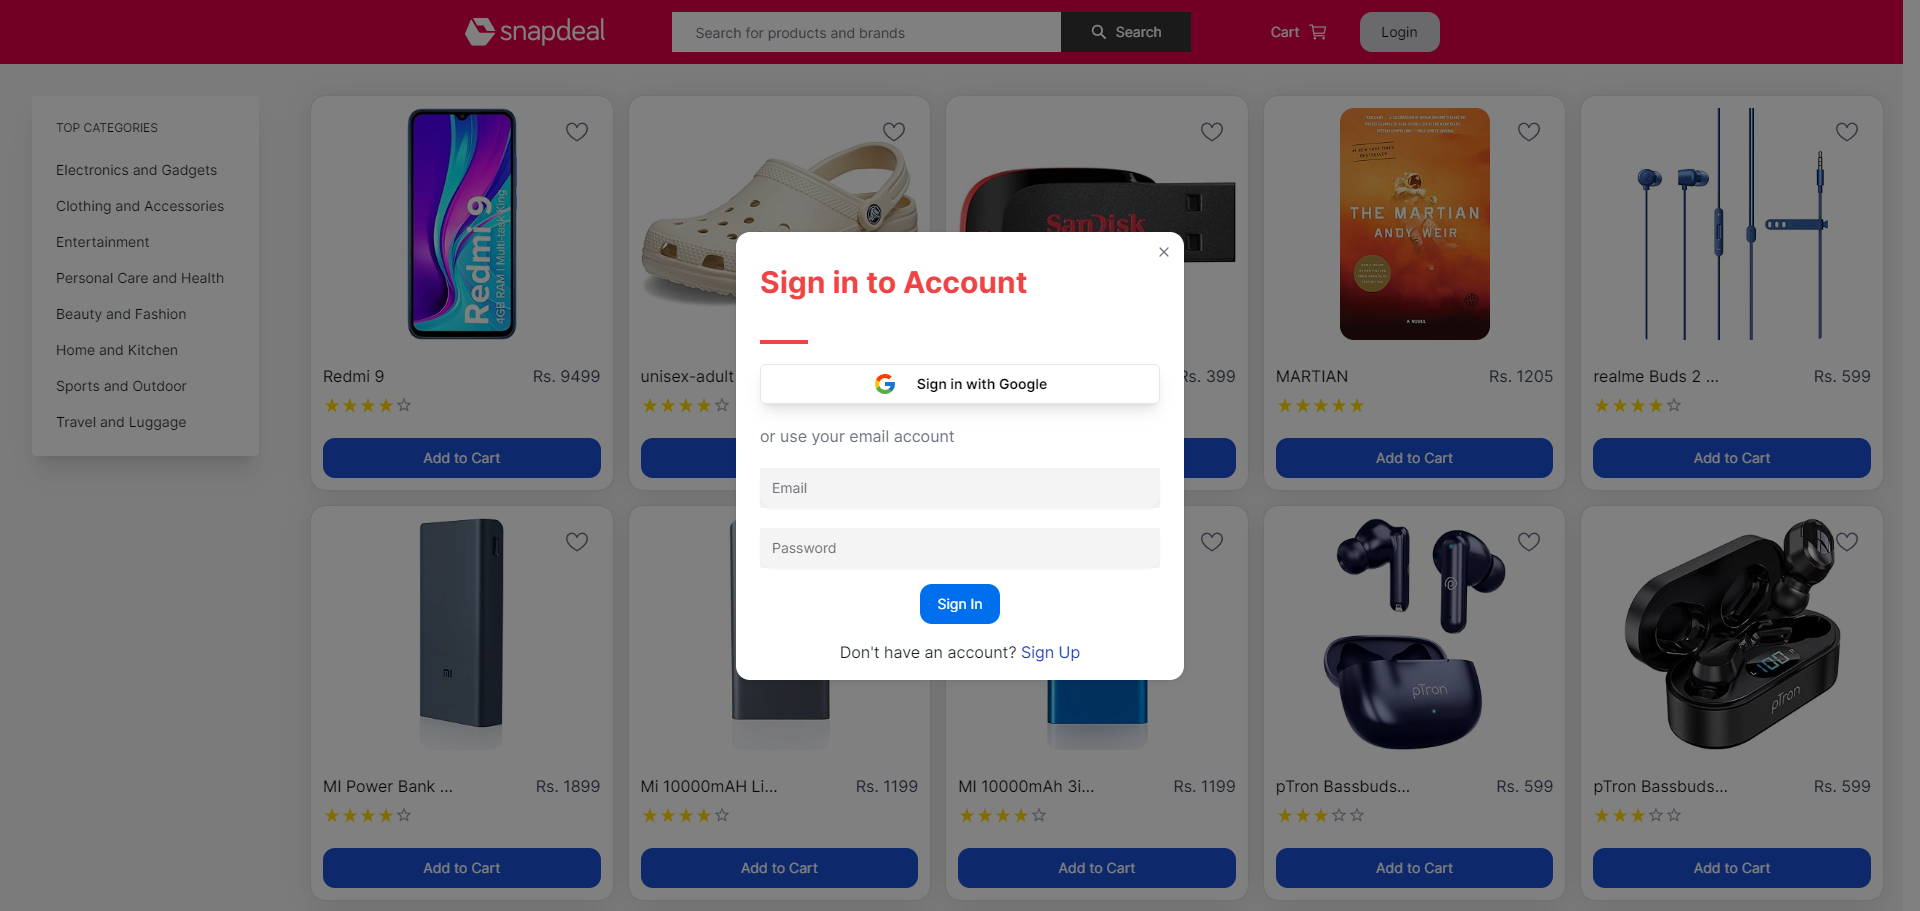 snapdeal
Search for products and brands
Search
Cart
Login
TOP CATEGORIES
Electronics and Gadgets
Clothing and Accessories
Entertainment
Personal Care and Health
Beauty and Fashion
Home and Kitchen
Sports and Outdoor
Travel and Luggage
Redmi 9
4GB RAM | Multi-task King
SanDisk
THE MARTIAN
ANDY WEIR
A NOVEL
Sign in to Account
Sign in with Google
or use your email account
Email
Password
Sign In
Don't have an account? Sign Up
Redmi 9 Rs. 9499
unisex-adult Rs. 399
MARTIAN Rs. 1205
realme Buds 2 ... Rs. 599
Add to Cart
Add to Cart
Add to Cart
MI
pTron
100
pTron
MI Power Bank ... Rs. 1899
Mi 10000mAH Li... Rs. 1199
MI 10000mAh 3i... Rs. 1199
pTron Bassbuds... Rs. 599
pTron Bassbuds... Rs. 599
Add to Cart
Add to Cart
Add to Cart
Add to Cart
Add to Cart